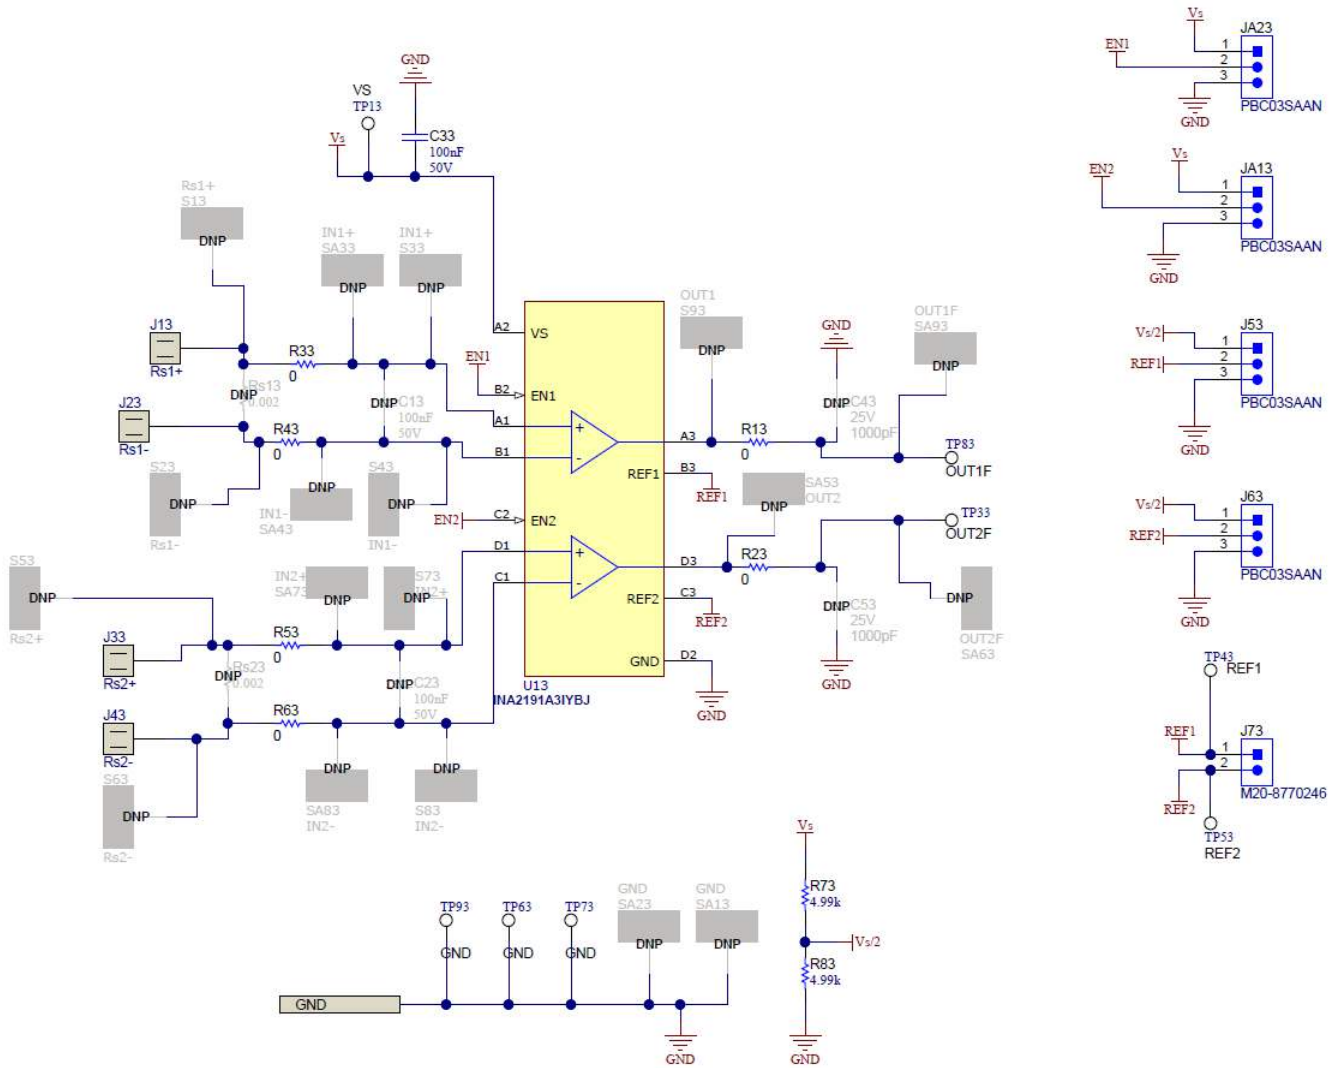 GND
VS
TP13
Vs
C33
100nF
50V
Rs1+
S13
DNP
IN1+
SA33
DNP
IN1+
S33
DNP
J13
Rs1+
R33
0
DNP
Rs13
0.002
DNP
C13
100nF
50V
J23
Rs1-
R43
0
S23
DNP
Rs1-
DNP
IN1-
SA43
S43
DNP
IN1-
EN1
EN2
A2
VS
B2
EN1
A1
+
B1
-
C2
EN2
D1
+
C1
-
A3
REF1
B3
REF1
D3
REF2
C3
REF2
GND
D2
GND
U13
INA2191A3IYBJ
OUT1
S93
DNP
R13
0
GND
DNP
C43
25V
1000pF
OUT1F
SA93
DNP
TP83
OUT1F
SA53
OUT2
DNP
R23
0
TP33
OUT2F
DNP
C53
25V
1000pF
GND
DNP
OUT2F
SA63
S53
DNP
Rs2+
J33
Rs2+
R53
0
IN2+
SA73
DNP
S73
DNP
IN2+
DNP
Rs23
0.002
DNP
C23
100nF
50V
J43
Rs2-
R63
0
S63
DNP
Rs2-
DNP
SA83
IN2-
DNP
S83
IN2-
TP93
GND
TP63
GND
TP73
GND
GND
SA23
DNP
GND
SA13
DNP
GND
GND
Vs
R73
4.99k
Vs/2
R83
4.99k
GND
Vs
JA23
EN1
1
2
3
GND
PBC03SAAN
Vs
JA13
EN2
1
2
3
GND
PBC03SAAN
J53
Vs/2
1
REF1
2
3
GND
PBC03SAAN
J63
Vs/2
1
REF2
2
3
GND
PBC03SAAN
TP43
REF1
REF1
J73
1
2
REF2
M20-8770246
TP53
REF2